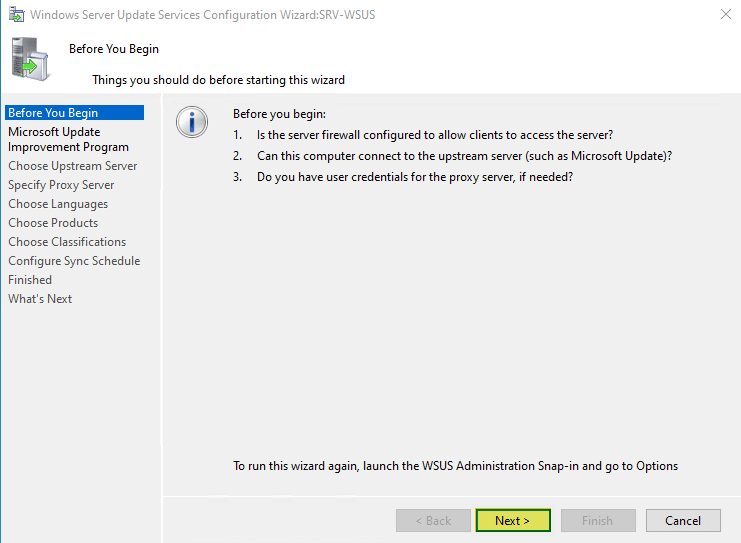 Windows Server Update Services Configuration Wizard:SRV-WSUS
Before You Begin
Things you should do before starting this wizard
Before You Begin
Microsoft Update
Improvement Program
Choose Upstream Server
Specify Proxy Server
Choose Languages
Choose Products
Choose Classifications
Configure Sync Schedule
Finished
What's Next
Before you begin:
1. Is the server firewall configured to allow clients to access the server?
2. Can this computer connect to the upstream server (such as Microsoft Update)?
3. Do you have user credentials for the proxy server, if needed?
To run this wizard again, launch the WSUS Administration Snap-in and go to Options
< Back
Next >
Finish
Cancel